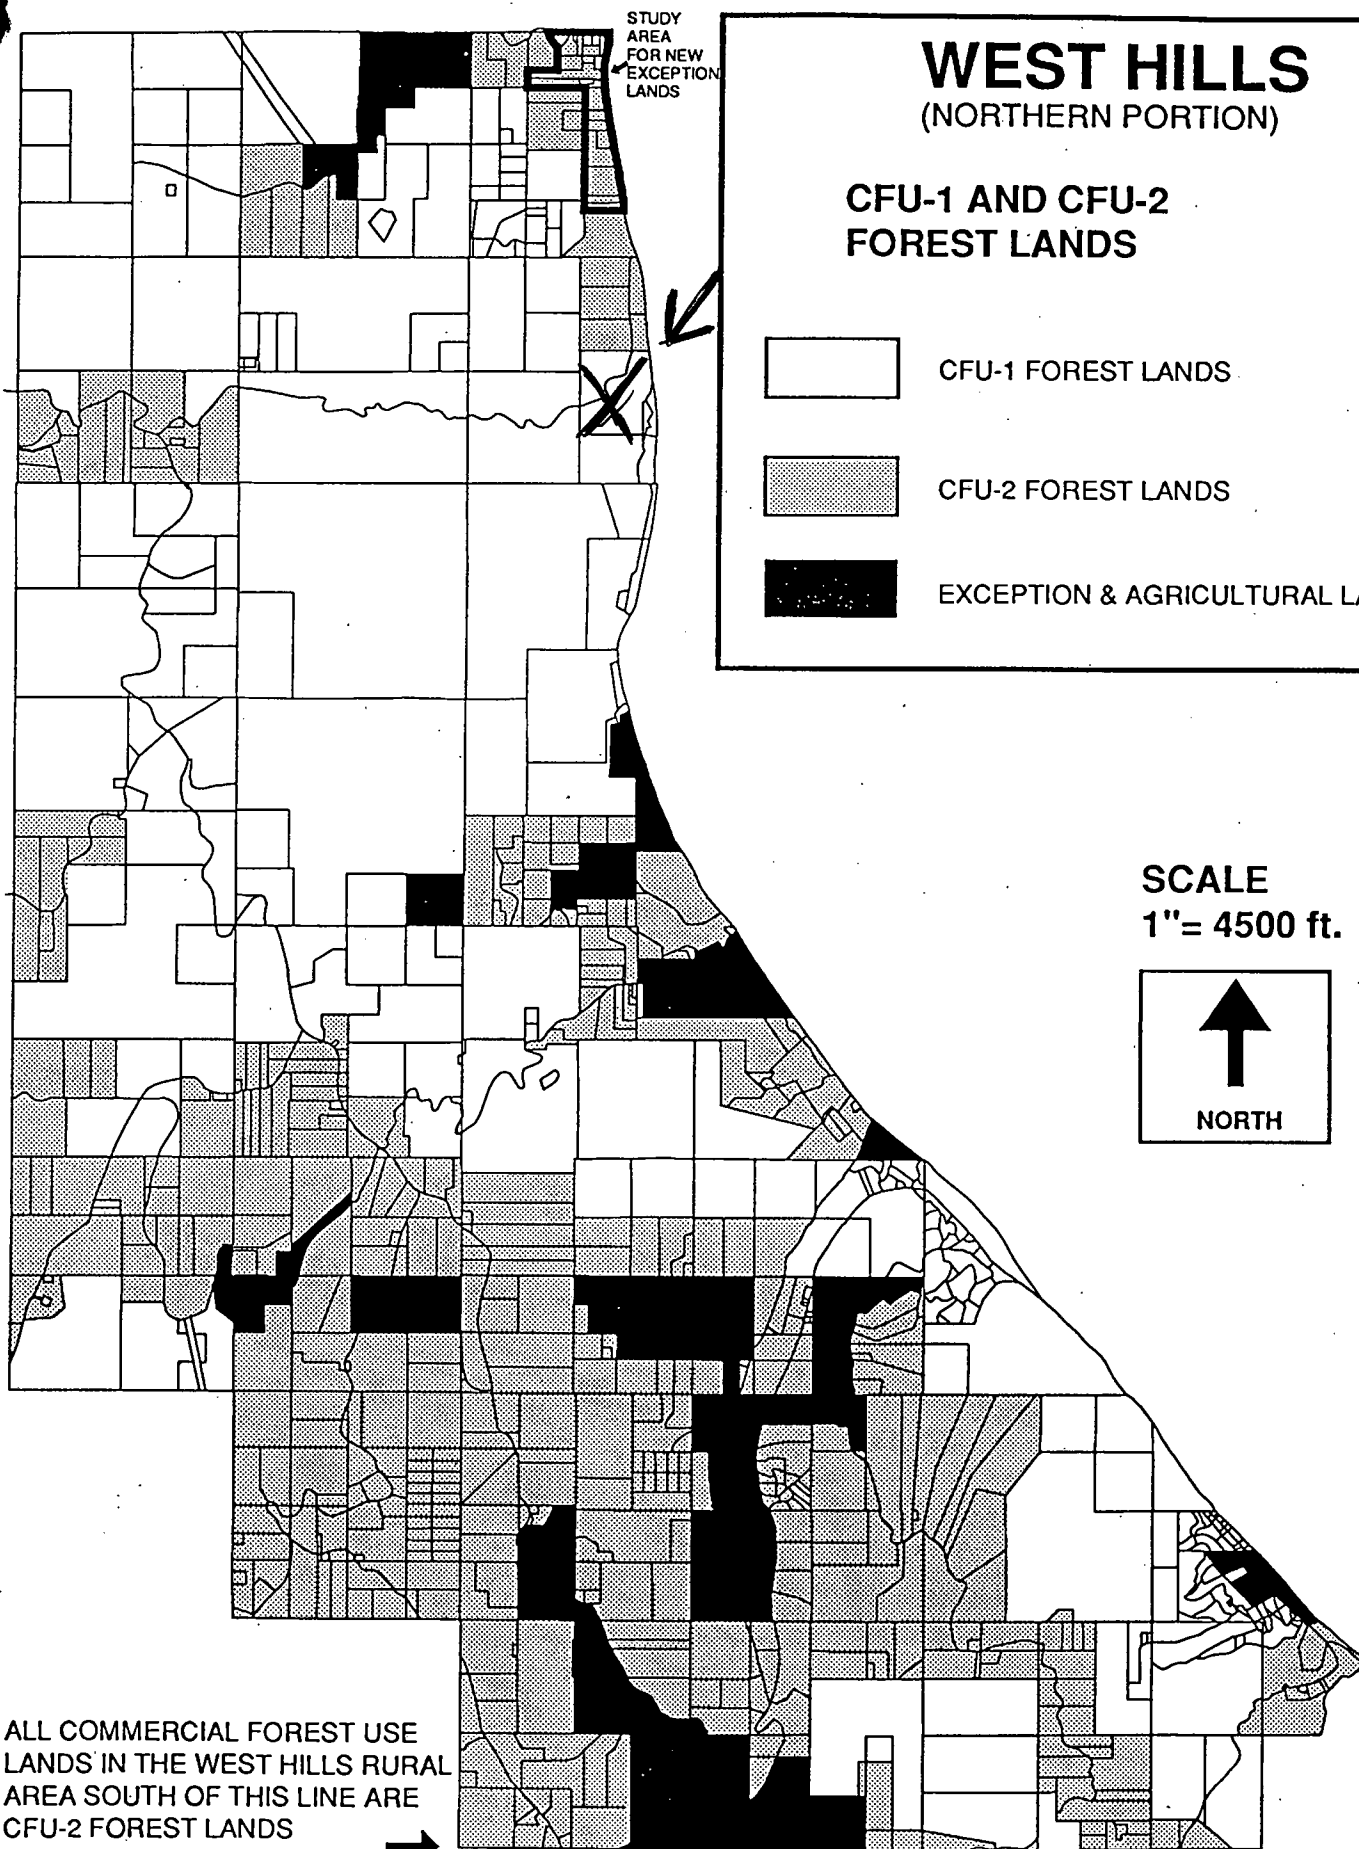 STUDY
AREA
FOR NEW
EXCEPTION
LANDS
WEST HILLS
(NORTHERN PORTION)
CFU-1 AND CFU-2
FOREST LANDS
CFU-1 FOREST LANDS
CFU-2 FOREST LANDS
EXCEPTION & AGRICULTURAL LA
SCALE
1"= 4500 ft.
NORTH
ALL COMMERCIAL FOREST USE
LANDS IN THE WEST HILLS RURAL
AREA SOUTH OF THIS LINE ARE
CFU-2 FOREST LANDS